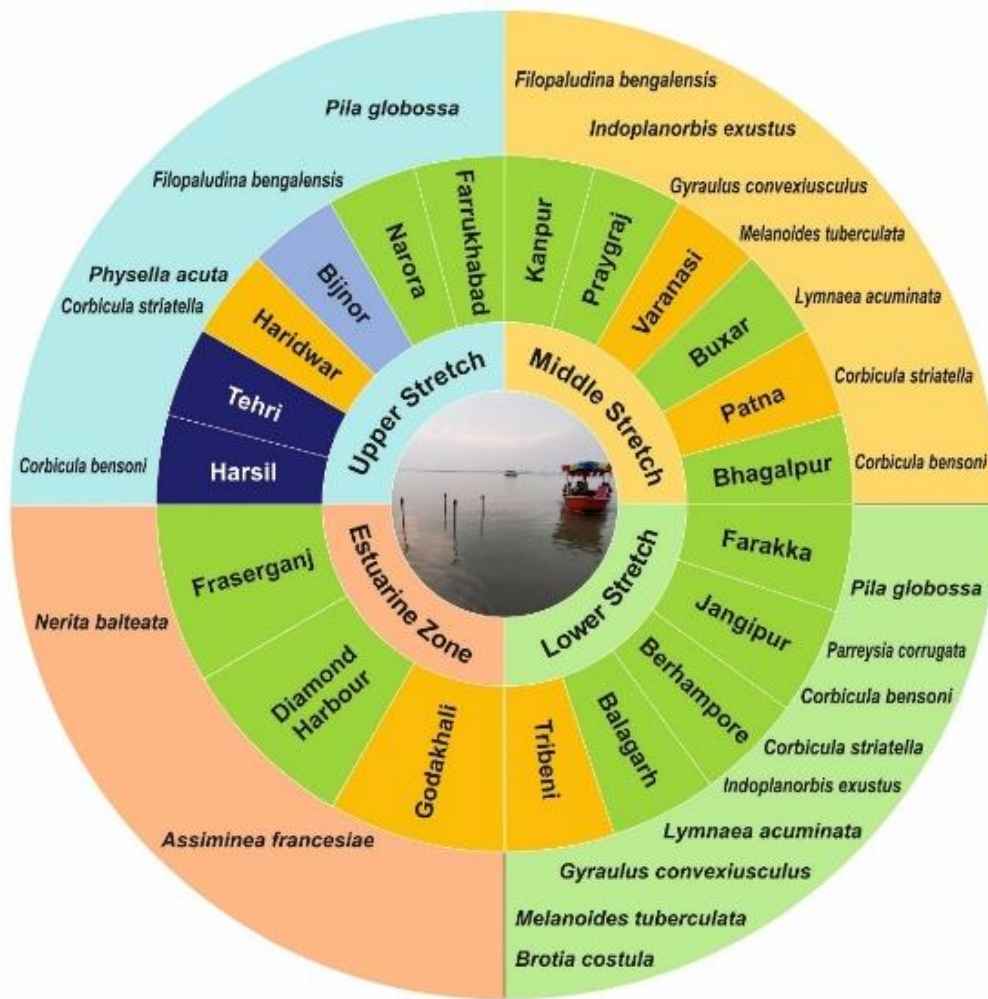 Pila globossa
Filopaludina bengalensis
Physella acuta
Corbicula striatella
Corbicula bensoni
Filopaludina bengalensis
Indoplanorbis exustus
Gyraulus convexiusculus
Melanoides tuberculata
Lymnaea acuminata
Corbicula striatella
Corbicula bensoni
Pila globossa
Parreysia corrugata
Corbicula bensoni
Corbicula striatella
Indoplanorbis exustus
Lymnaea acuminata
Gyraulus convexiusculus
Melanoides tuberculata
Brotia costula
Nerita balteata
Assiminea francesiae
Harsil
Tehri
Haridwar
Bijnor
Narora
Farrukhabad
Kanpur
Praygraj
Varanasi
Buxar
Patna
Bhagalpur
Farakka
Jangipur
Berhampore
Balagarh
Tribeni
Godakhali
Diamond
Harbour
Fraserganj
Upper Stretch
Middle Stretch
Lower Stretch
Estuarine Zone